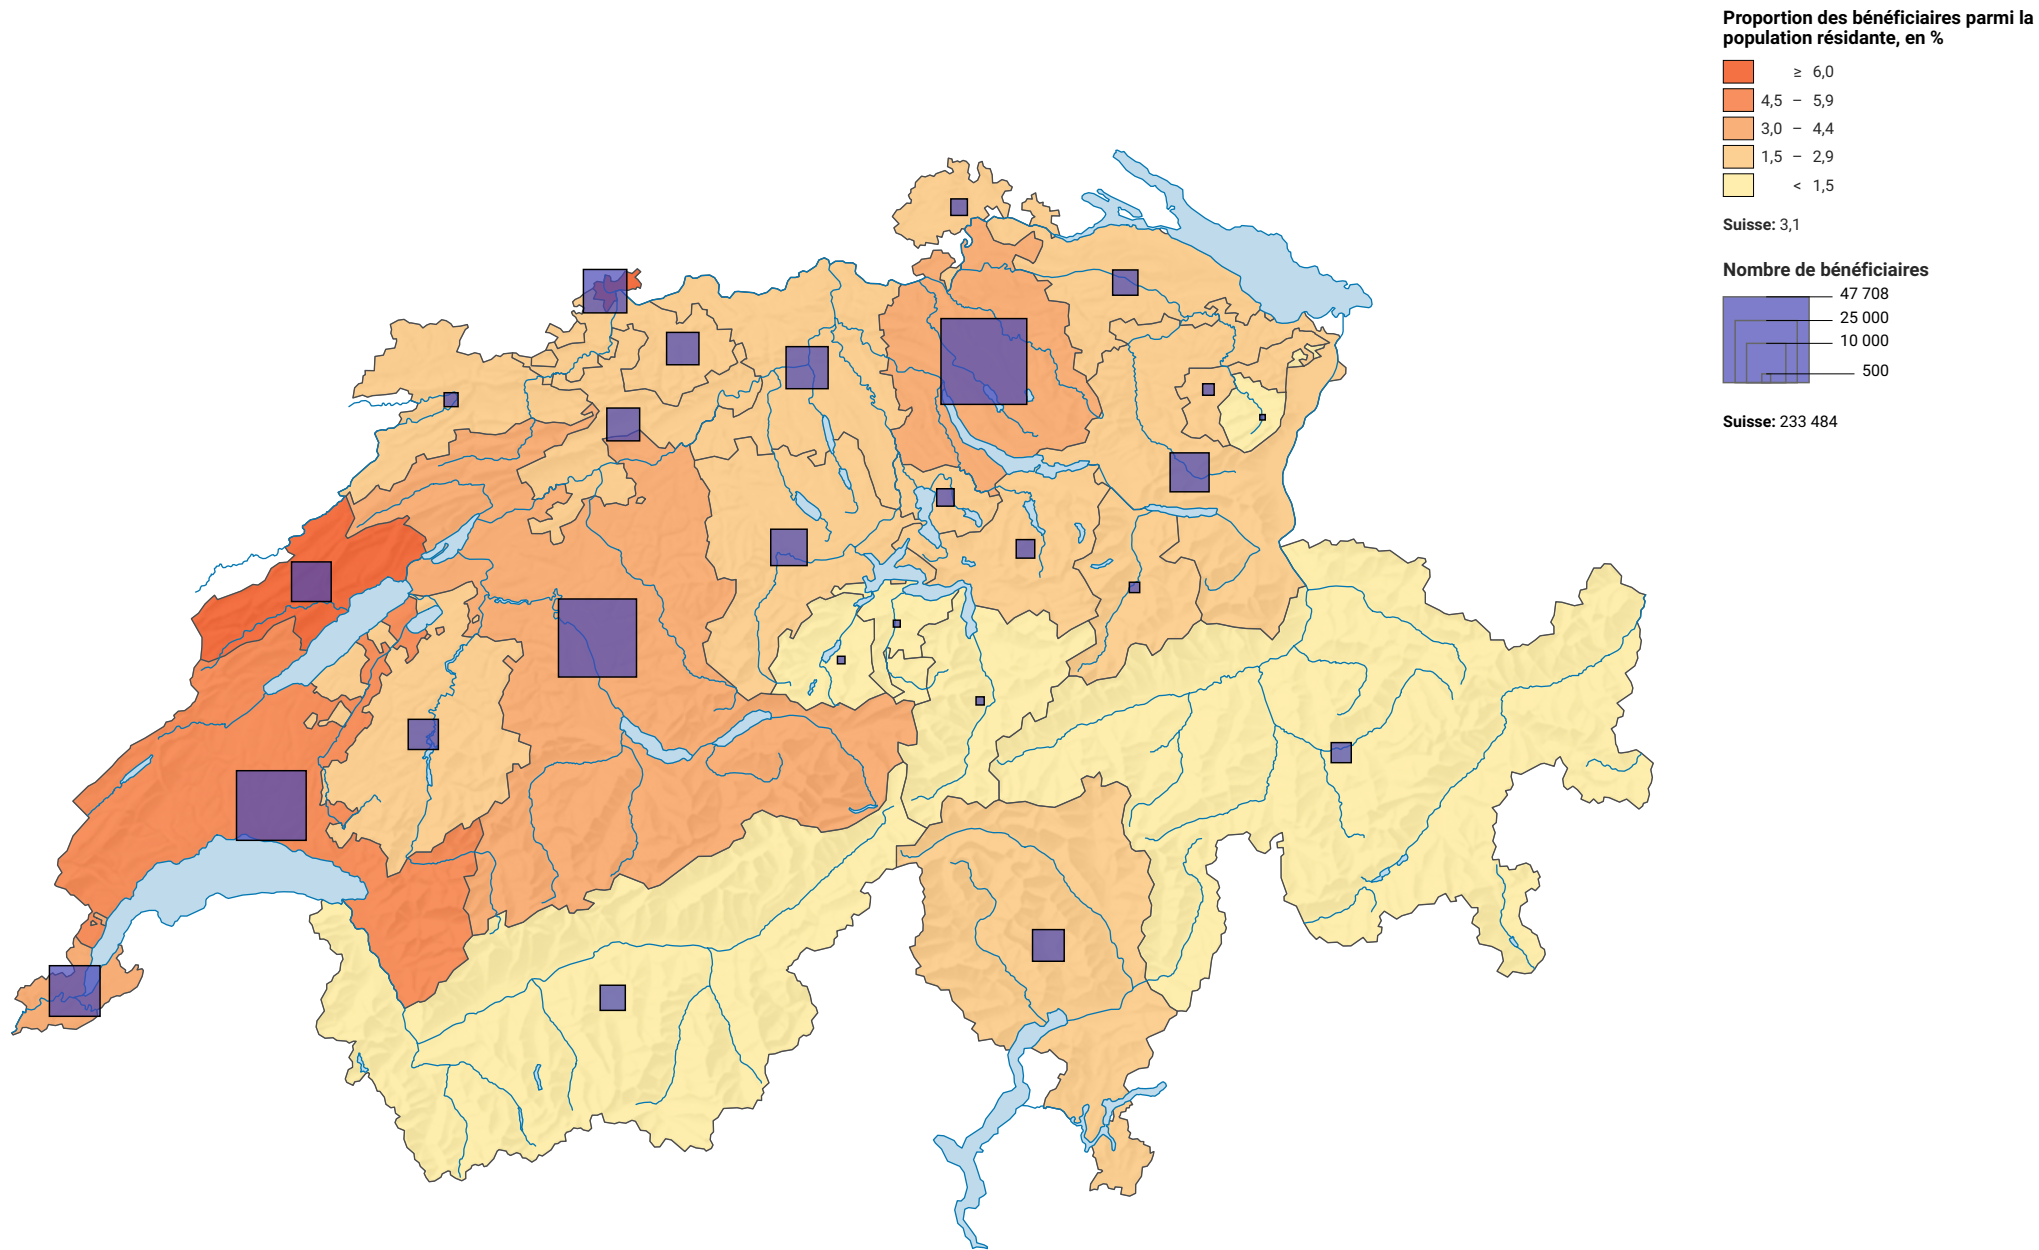 Proportion des bénéficiaires parmi la
population résidante, en %
≥ 6,0
4,5 – 5,9
3,0 – 4,4
1,5 – 2,9
< 1,5
Suisse: 3,1
Nombre de bénéficiaires
47 708
25 000
10 000
500
Suisse: 233 484